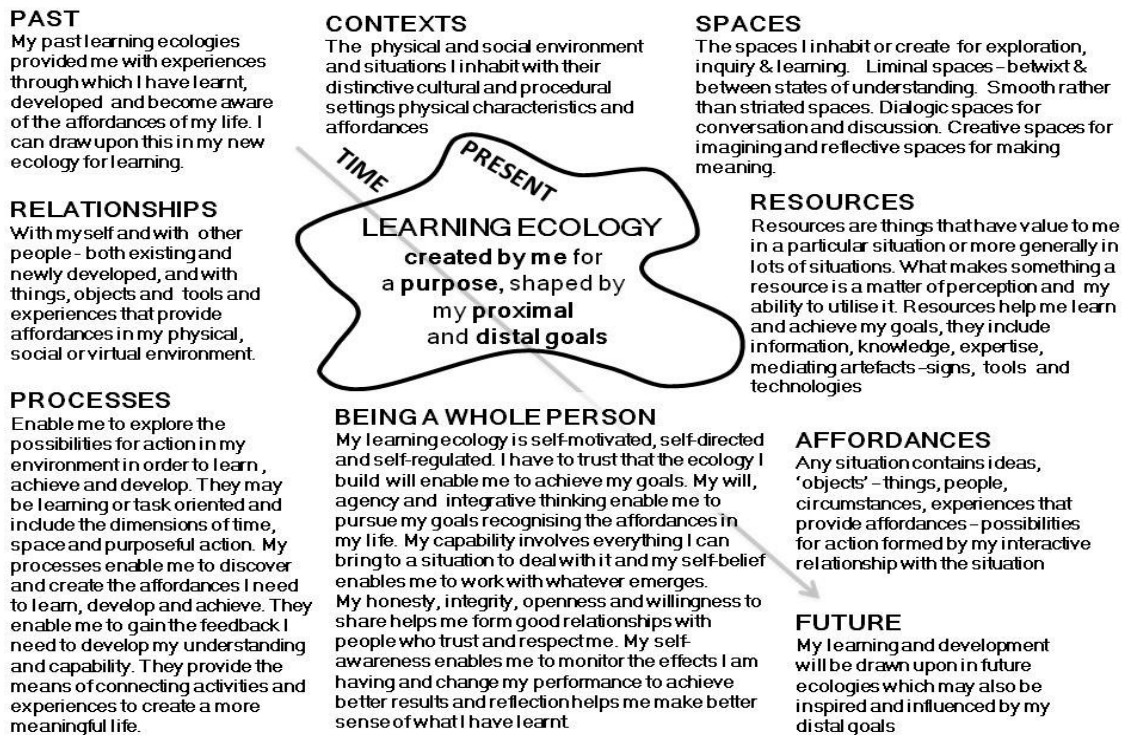 PAST
My past learning ecologies
provided me with experiences
through which I have learnt,
developed and become aware
of the affordances of my life. I
can draw upon this in my new
ecology for learning.
CONTEXTS
The physical and social environment
and situations I inhabit with their
distinctive cultural and procedural
settings physical characteristics and
affordances
SPACES
The spaces I inhabit or create for exploration,
inquiry & learning. Liminal spaces – betwixt &
between states of understanding. Smooth rather
than striated spaces. Dialogic spaces for
conversation and discussion. Creative spaces for
imagining and reflective spaces for making
meaning.
TIME
PRESENT
LEARNING ECOLOGY
created by me for
a purpose, shaped by
my proximal
and distal goals
RELATIONSHIPS
With myself and with other
people - both existing and
newly developed, and with
things, objects and tools and
experiences that provide
affordances in my physical,
social or virtual environment.
RESOURCES
Resources are things that have value to me
in a particular situation or more generally in
lots of situations. What makes something a
resource is a matter of perception and my
ability to utilise it. Resources help me learn
and achieve my goals, they include
information, knowledge, expertise,
mediating artefacts –signs, tools and
technologies
PROCESSES
Enable me to explore the
possibilities for action in my
environment in order to learn ,
achieve and develop. They may
be learning or task oriented and
include the dimensions of time,
space and purposeful action. My
processes enable me to discover
and create the affordances I need
to learn, develop and achieve. They
enable me to gain the feedback I
need to develop my understanding
and capability. They provide the
means of connecting activities and
experiences to create a more
meaningful life.
BEING A WHOLE PERSON
My learning ecology is self-motivated, self-directed
and self-regulated. I have to trust that the ecology I
build will enable me to achieve my goals. My will,
agency and integrative thinking enable me to
pursue my goals recognising the affordances in
my life. My capability involves everything I can
bring to a situation to deal with it and my self-belief
enables me to work with whatever emerges.
My honesty, integrity, openness and willingness to
share helps me form good relationships with
people who trust and respect me. My self-
awareness enables me to monitor the effects I am
having and change my performance to achieve
better results and reflection helps me make better
sense of what I have learnt
AFFORDANCES
Any situation contains ideas,
‘objects’ – things, people,
circumstances, experiences that
provide affordances – possibilities
for action formed by my interactive
relationship with the situation
FUTURE
My learning and development
will be drawn upon in future
ecologies which may also be
inspired and influenced by my
distal goals